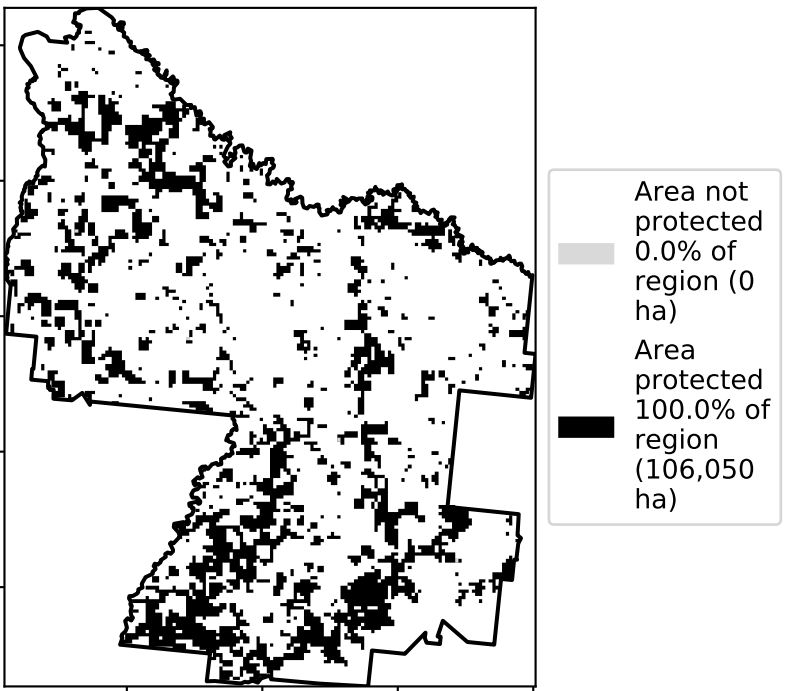 Area not
protected
0.0% of
region (0
ha)
Area
protected
100.0% of
region
(106,050
ha)